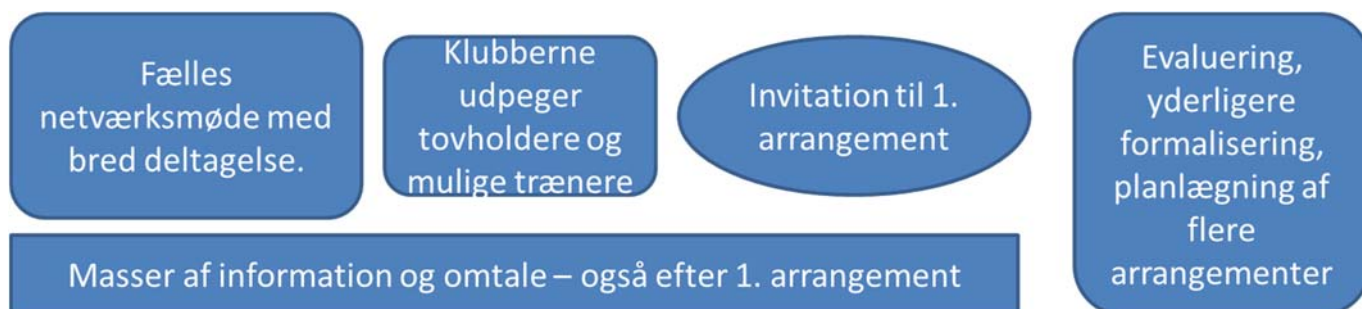 Fælles
netværksmøde med
bred deltagelse.
Klubberne
udpeger
tovholdere og
mulige trænere
Invitation til 1.
arrangement
Evaluering,
yderligere
formalisering,
planlægning af
flere
arrangementer
Masser af information og omtale – også efter 1. arrangement